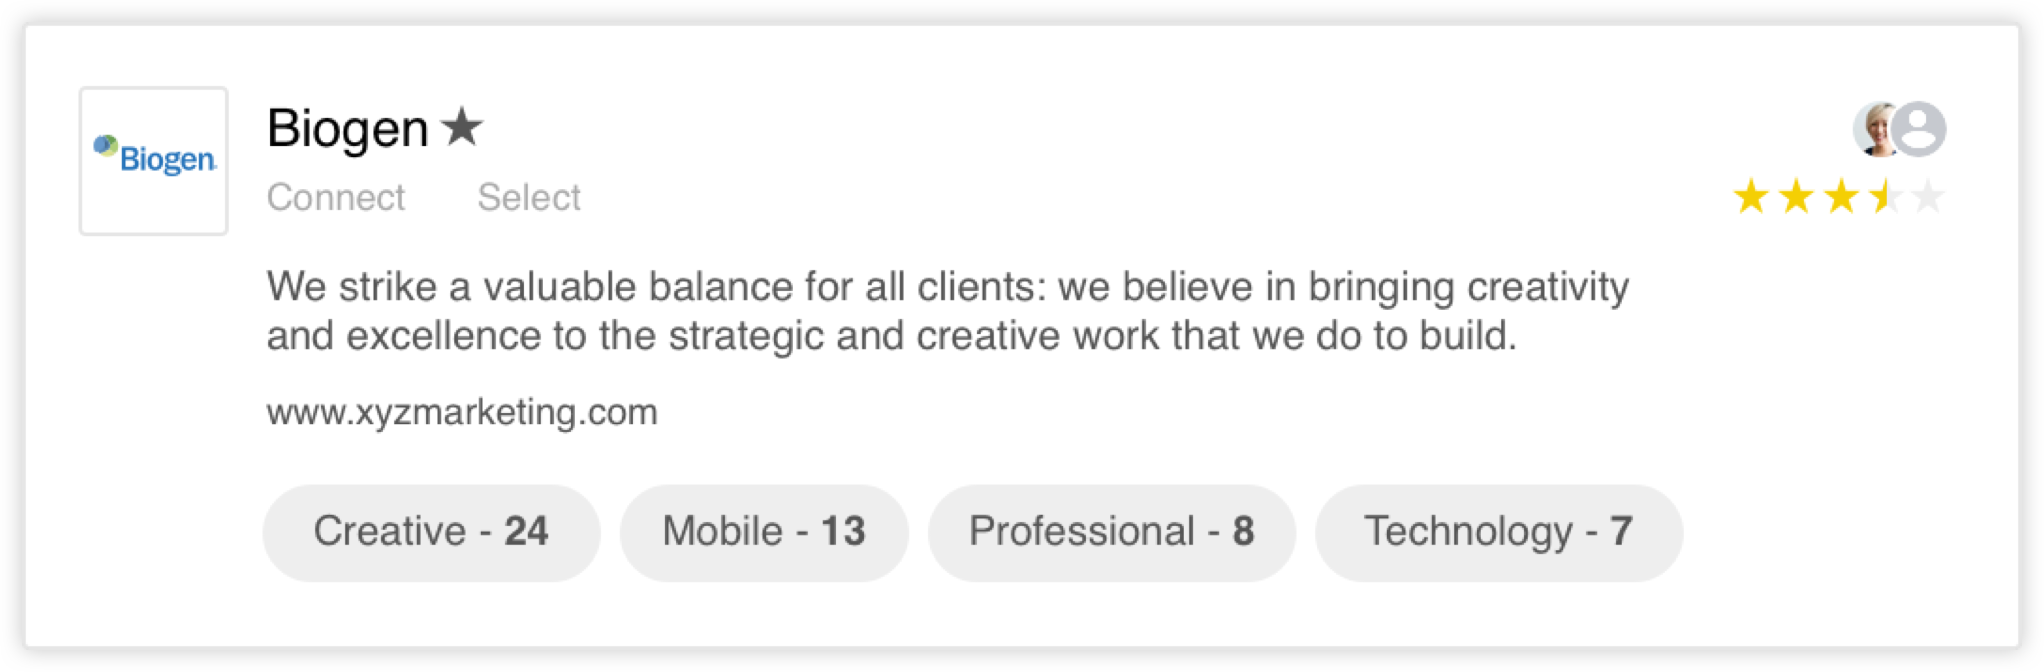 Biogen
Biogen
Connect Select
We strike a valuable balance for all clients: we believe in bringing creativity
and excellence to the strategic and creative work that we do to build.
www.xyzmarketing.com
Creative - 24 Mobile - 13 Professional - 8 Technology - 7